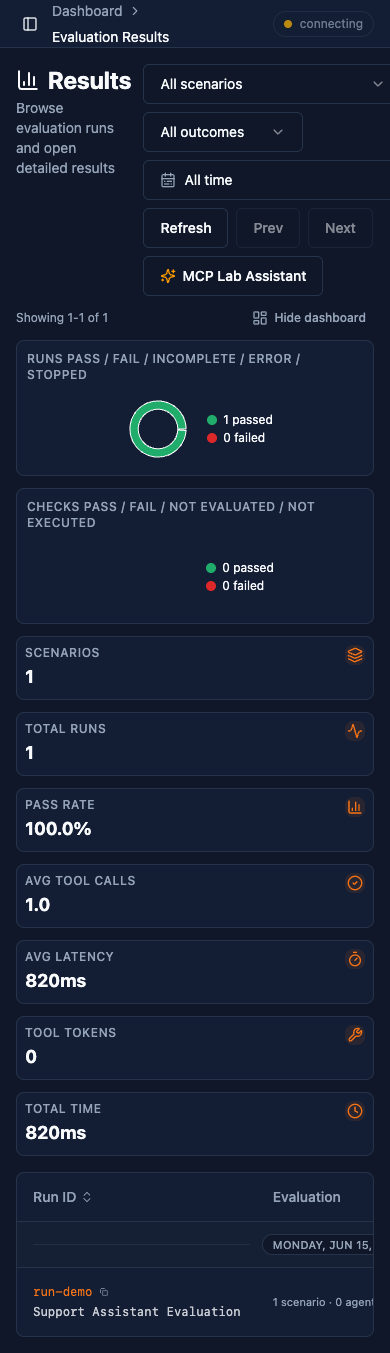 Dashboard
Evaluation Results
connecting
Results
Browse
evaluation runs
and open
detailed results
All scenarios
All outcomes
All time
Refresh
Prev
Next
MCP Lab Assistant
Showing 1-1 of 1
Hide dashboard
RUNS PASS / FAIL / INCOMPLETE / ERROR /
STOPPED
1 passed
0 failed
CHECKS PASS / FAIL / NOT EVALUATED / NOT
EXECUTED
0 passed
0 failed
SCENARIOS
1
TOTAL RUNS
1
PASS RATE
100.0%
AVG TOOL CALLS
1.0
AVG LATENCY
820ms
TOOL TOKENS
0
TOTAL TIME
820ms
Run ID
Evaluation
MONDAY, JUN 15,
run-demo
Support Assistant Evaluation
1 scenario · 0 agent